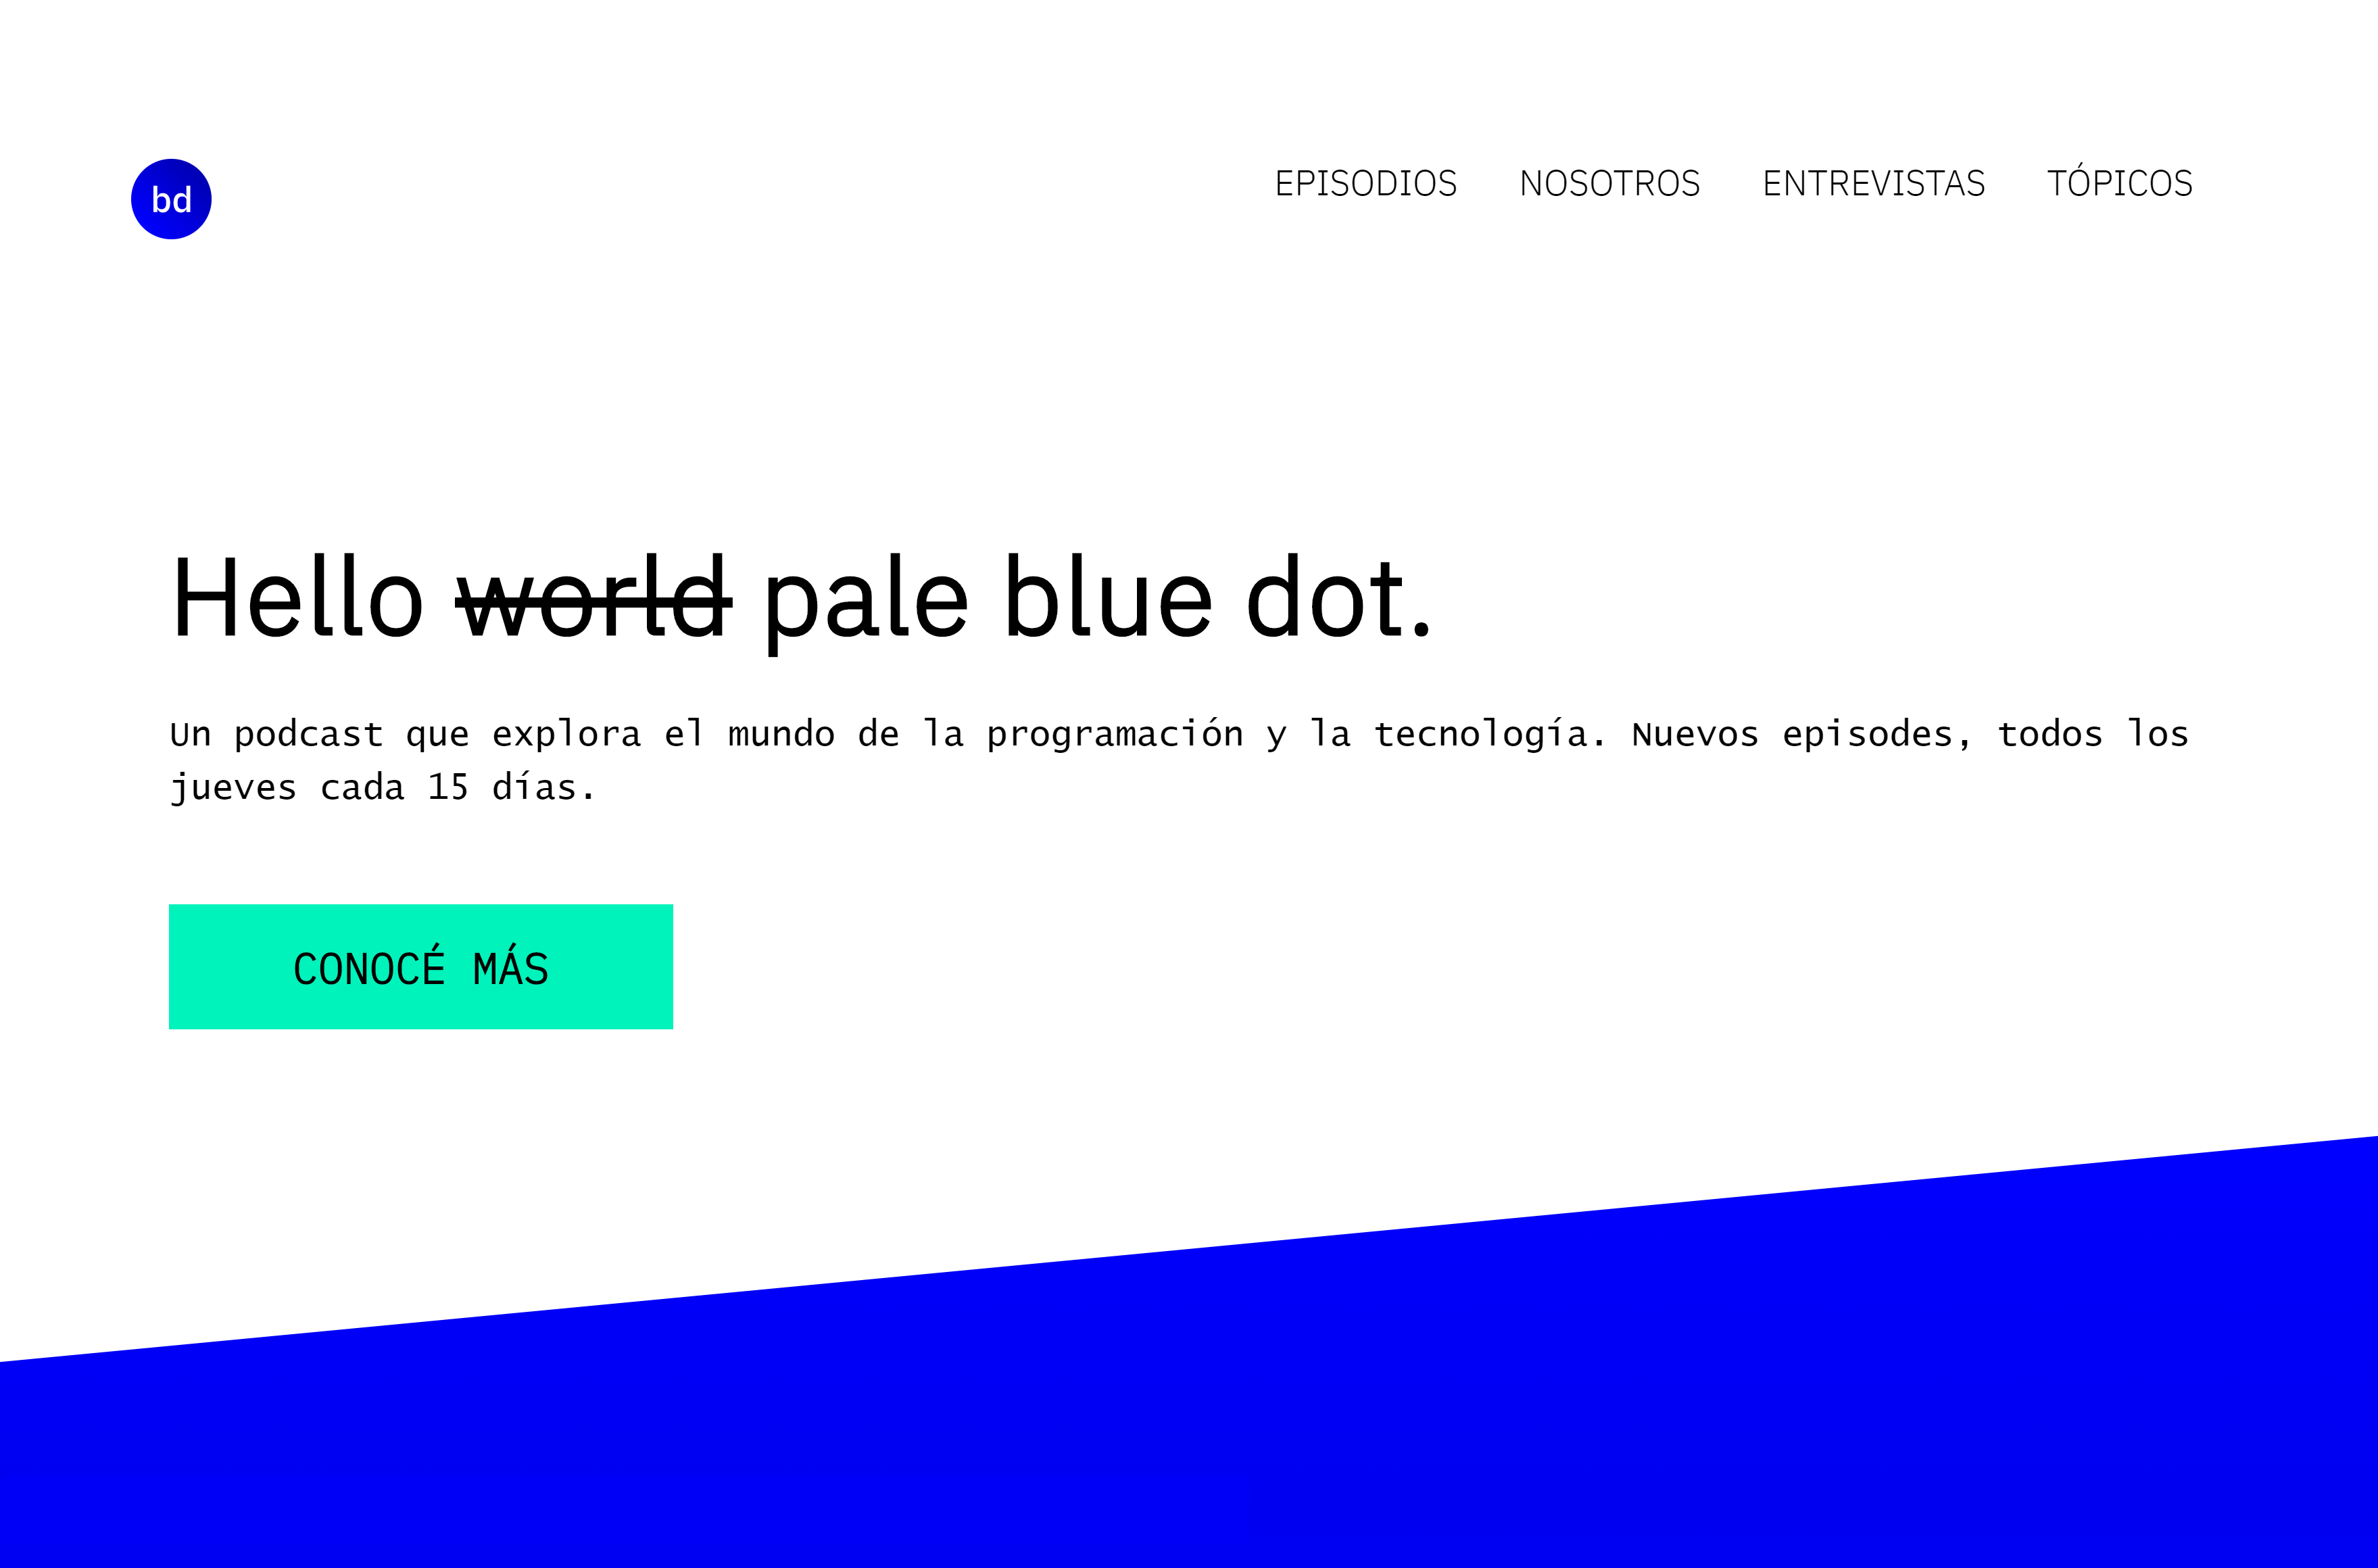 bd
EPISODIOS NOSOTROS ENTREVISTAS TÓPICOS
Hello world pale blue dot.
Un podcast que explora el mundo de la programación y la tecnología. Nuevos episodes, todos los
jueves cada 15 días.
CONOCÉ MÁS